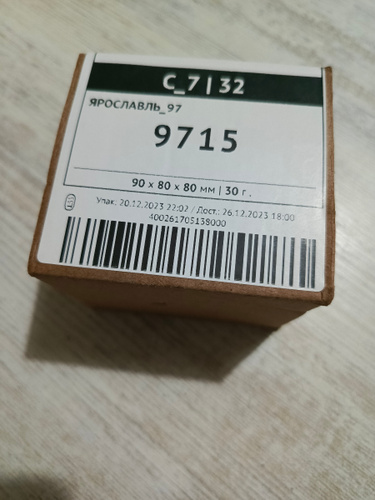 C_7 | 32
ЯРОСЛАВЛЬ_97
9715
90 x 80 x 80 мм | 30 г.
Упак: 20.12.2023 22:02 / Дост.: 26.12.2023 18:00
400261705138000